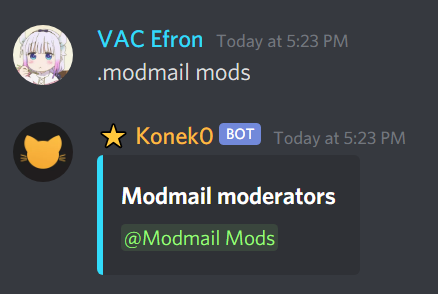 VAC Efron Today at 5:23 PM
.modmail mods
Konek0 BOT Today at 5:23 PM
Modmail moderators
@Modmail Mods